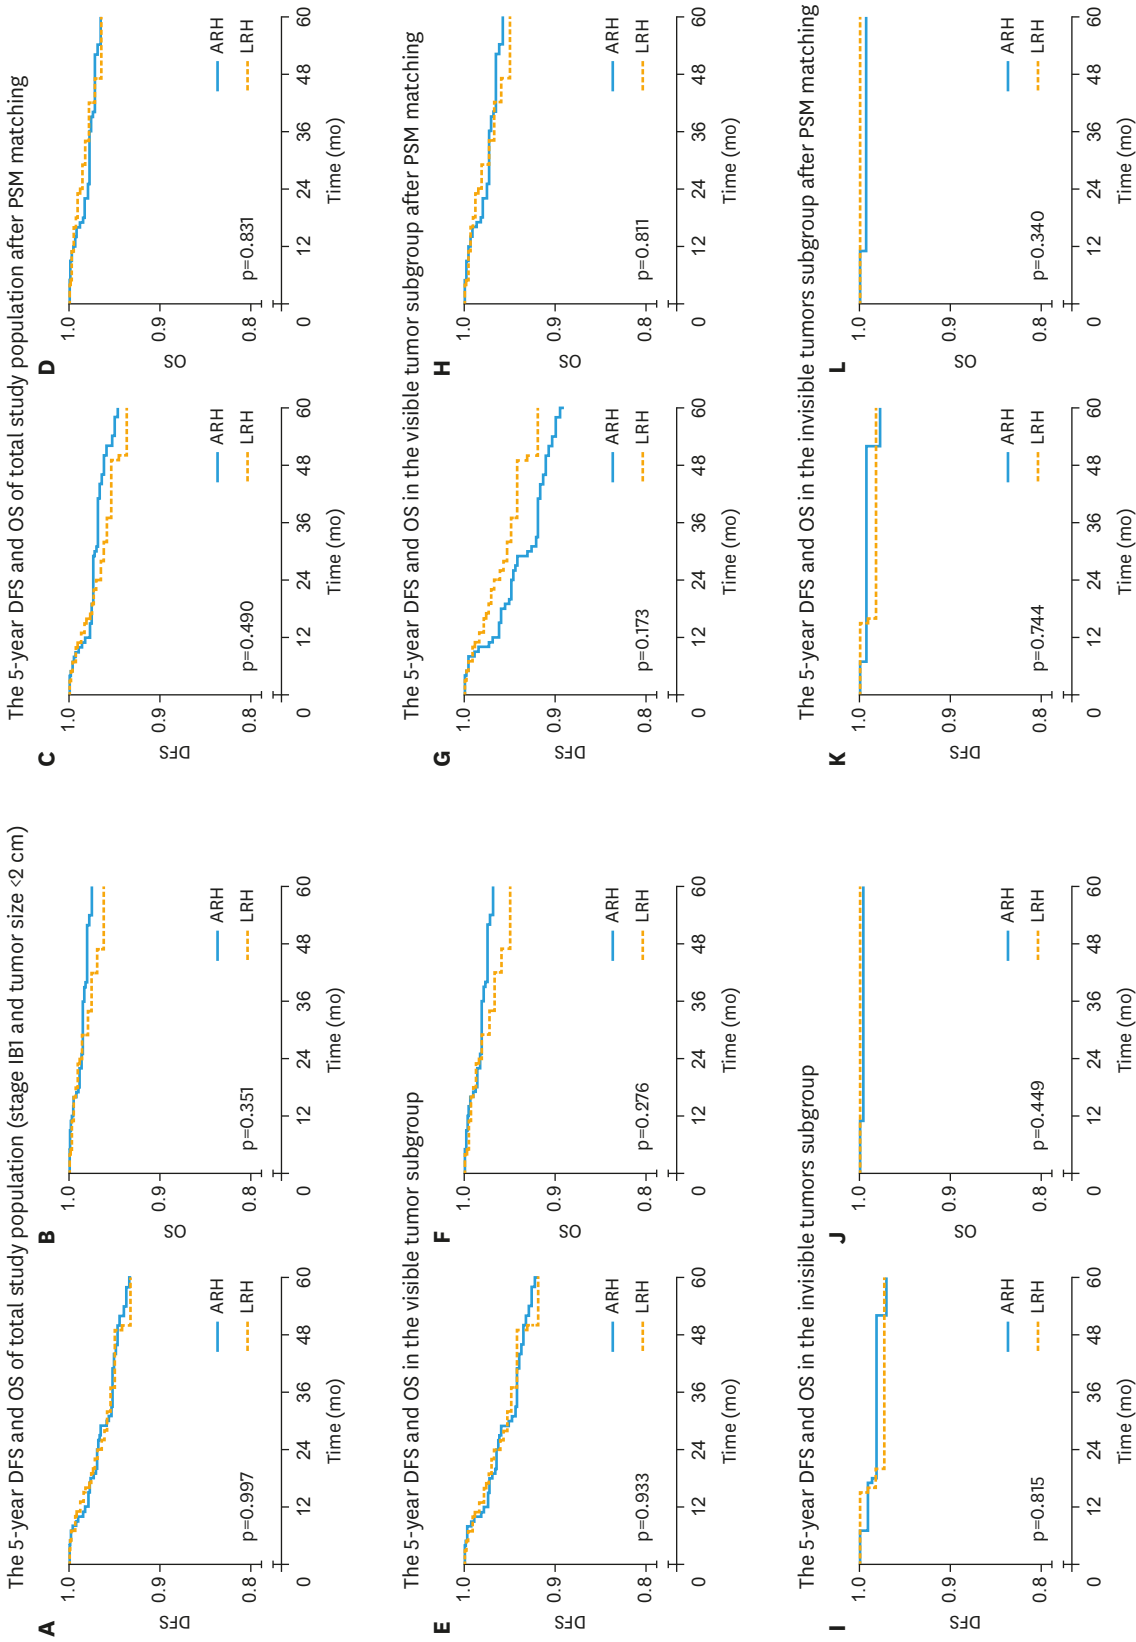 The 5-year DFS and OS of total study population (stage IB1 and tumor size <2 cm)
A
DFS
1.0
0.9
0.8
0 12 24 36 48 60
Time (mo)
p=0.997
ARH
LRH
B
OS
1.0
0.9
0.8
0 12 24 36 48 60
Time (mo)
p=0.351
ARH
LRH
The 5-year DFS and OS of total study population after PSM matching
C
DFS
1.0
0.9
0.8
0 12 24 36 48 60
Time (mo)
p=0.490
ARH
LRH
D
OS
1.0
0.9
0.8
0 12 24 36 48 60
Time (mo)
p=0.831
ARH
LRH
The 5-year DFS and OS in the visible tumor subgroup
E
DFS
1.0
0.9
0.8
0 12 24 36 48 60
Time (mo)
p=0.933
ARH
LRH
F
OS
1.0
0.9
0.8
0 12 24 36 48 60
Time (mo)
p=0.276
ARH
LRH
The 5-year DFS and OS in the visible tumor subgroup after PSM matching
G
DFS
1.0
0.9
0.8
0 12 24 36 48 60
Time (mo)
p=0.173
ARH
LRH
H
OS
1.0
0.9
0.8
0 12 24 36 48 60
Time (mo)
p=0.811
ARH
LRH
The 5-year DFS and OS in the invisible tumors subgroup
I
DFS
1.0
0.9
0.8
0 12 24 36 48 60
Time (mo)
p=0.815
ARH
LRH
J
OS
1.0
0.9
0.8
0 12 24 36 48 60
Time (mo)
p=0.449
ARH
LRH
The 5-year DFS and OS in the invisible tumors subgroup after PSM matching
K
DFS
1.0
0.9
0.8
0 12 24 36 48 60
Time (mo)
p=0.744
ARH
LRH
L
OS
1.0
0.9
0.8
0 12 24 36 48 60
Time (mo)
p=0.340
ARH
LRH